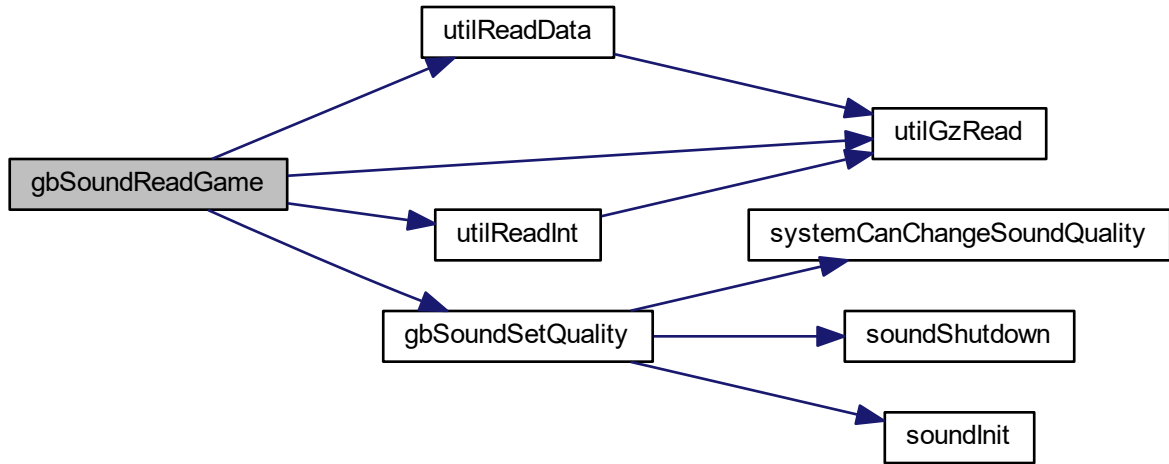 utilReadData
utilGzRead
gbSoundReadGame
utilReadInt
systemCanChangeSoundQuality
gbSoundSetQuality
soundShutdown
soundInit